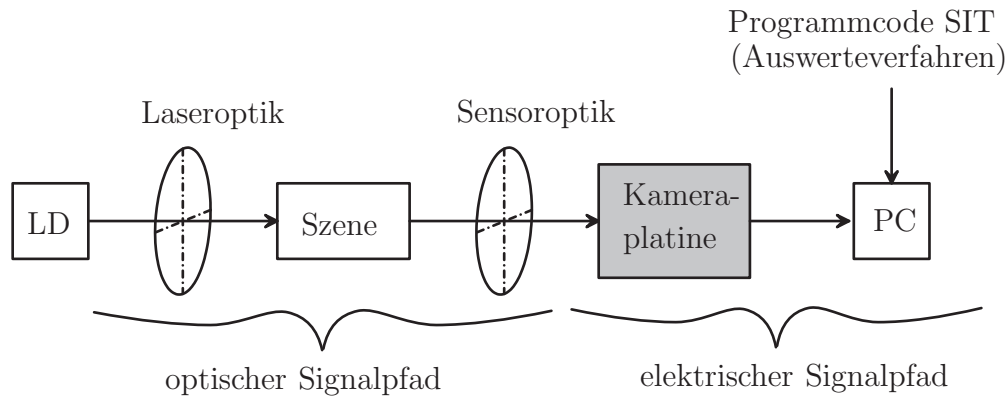 Programmcode SIT
(Auswerteverfahren)
Laseroptik
Sensoroptik
LD
Szene
Kamera-
platine
PC
optischer Signalpfad
elektrischer Signalpfad